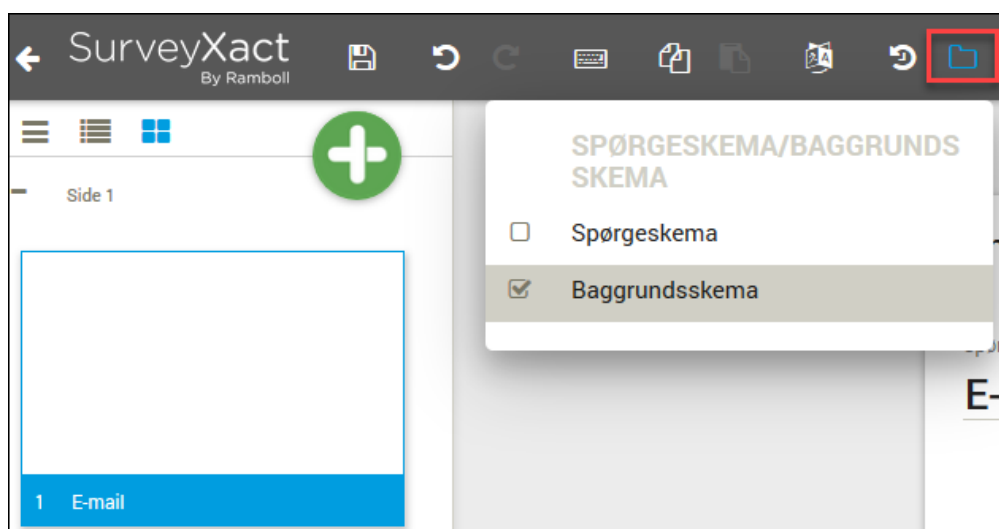 SurveyXact
By Ramboll
Side 1
SPØRGESKEMA/BAGGRUNDS
SKEMA
Spørgeskema
Baggrundsskema
E-
1 E-mail